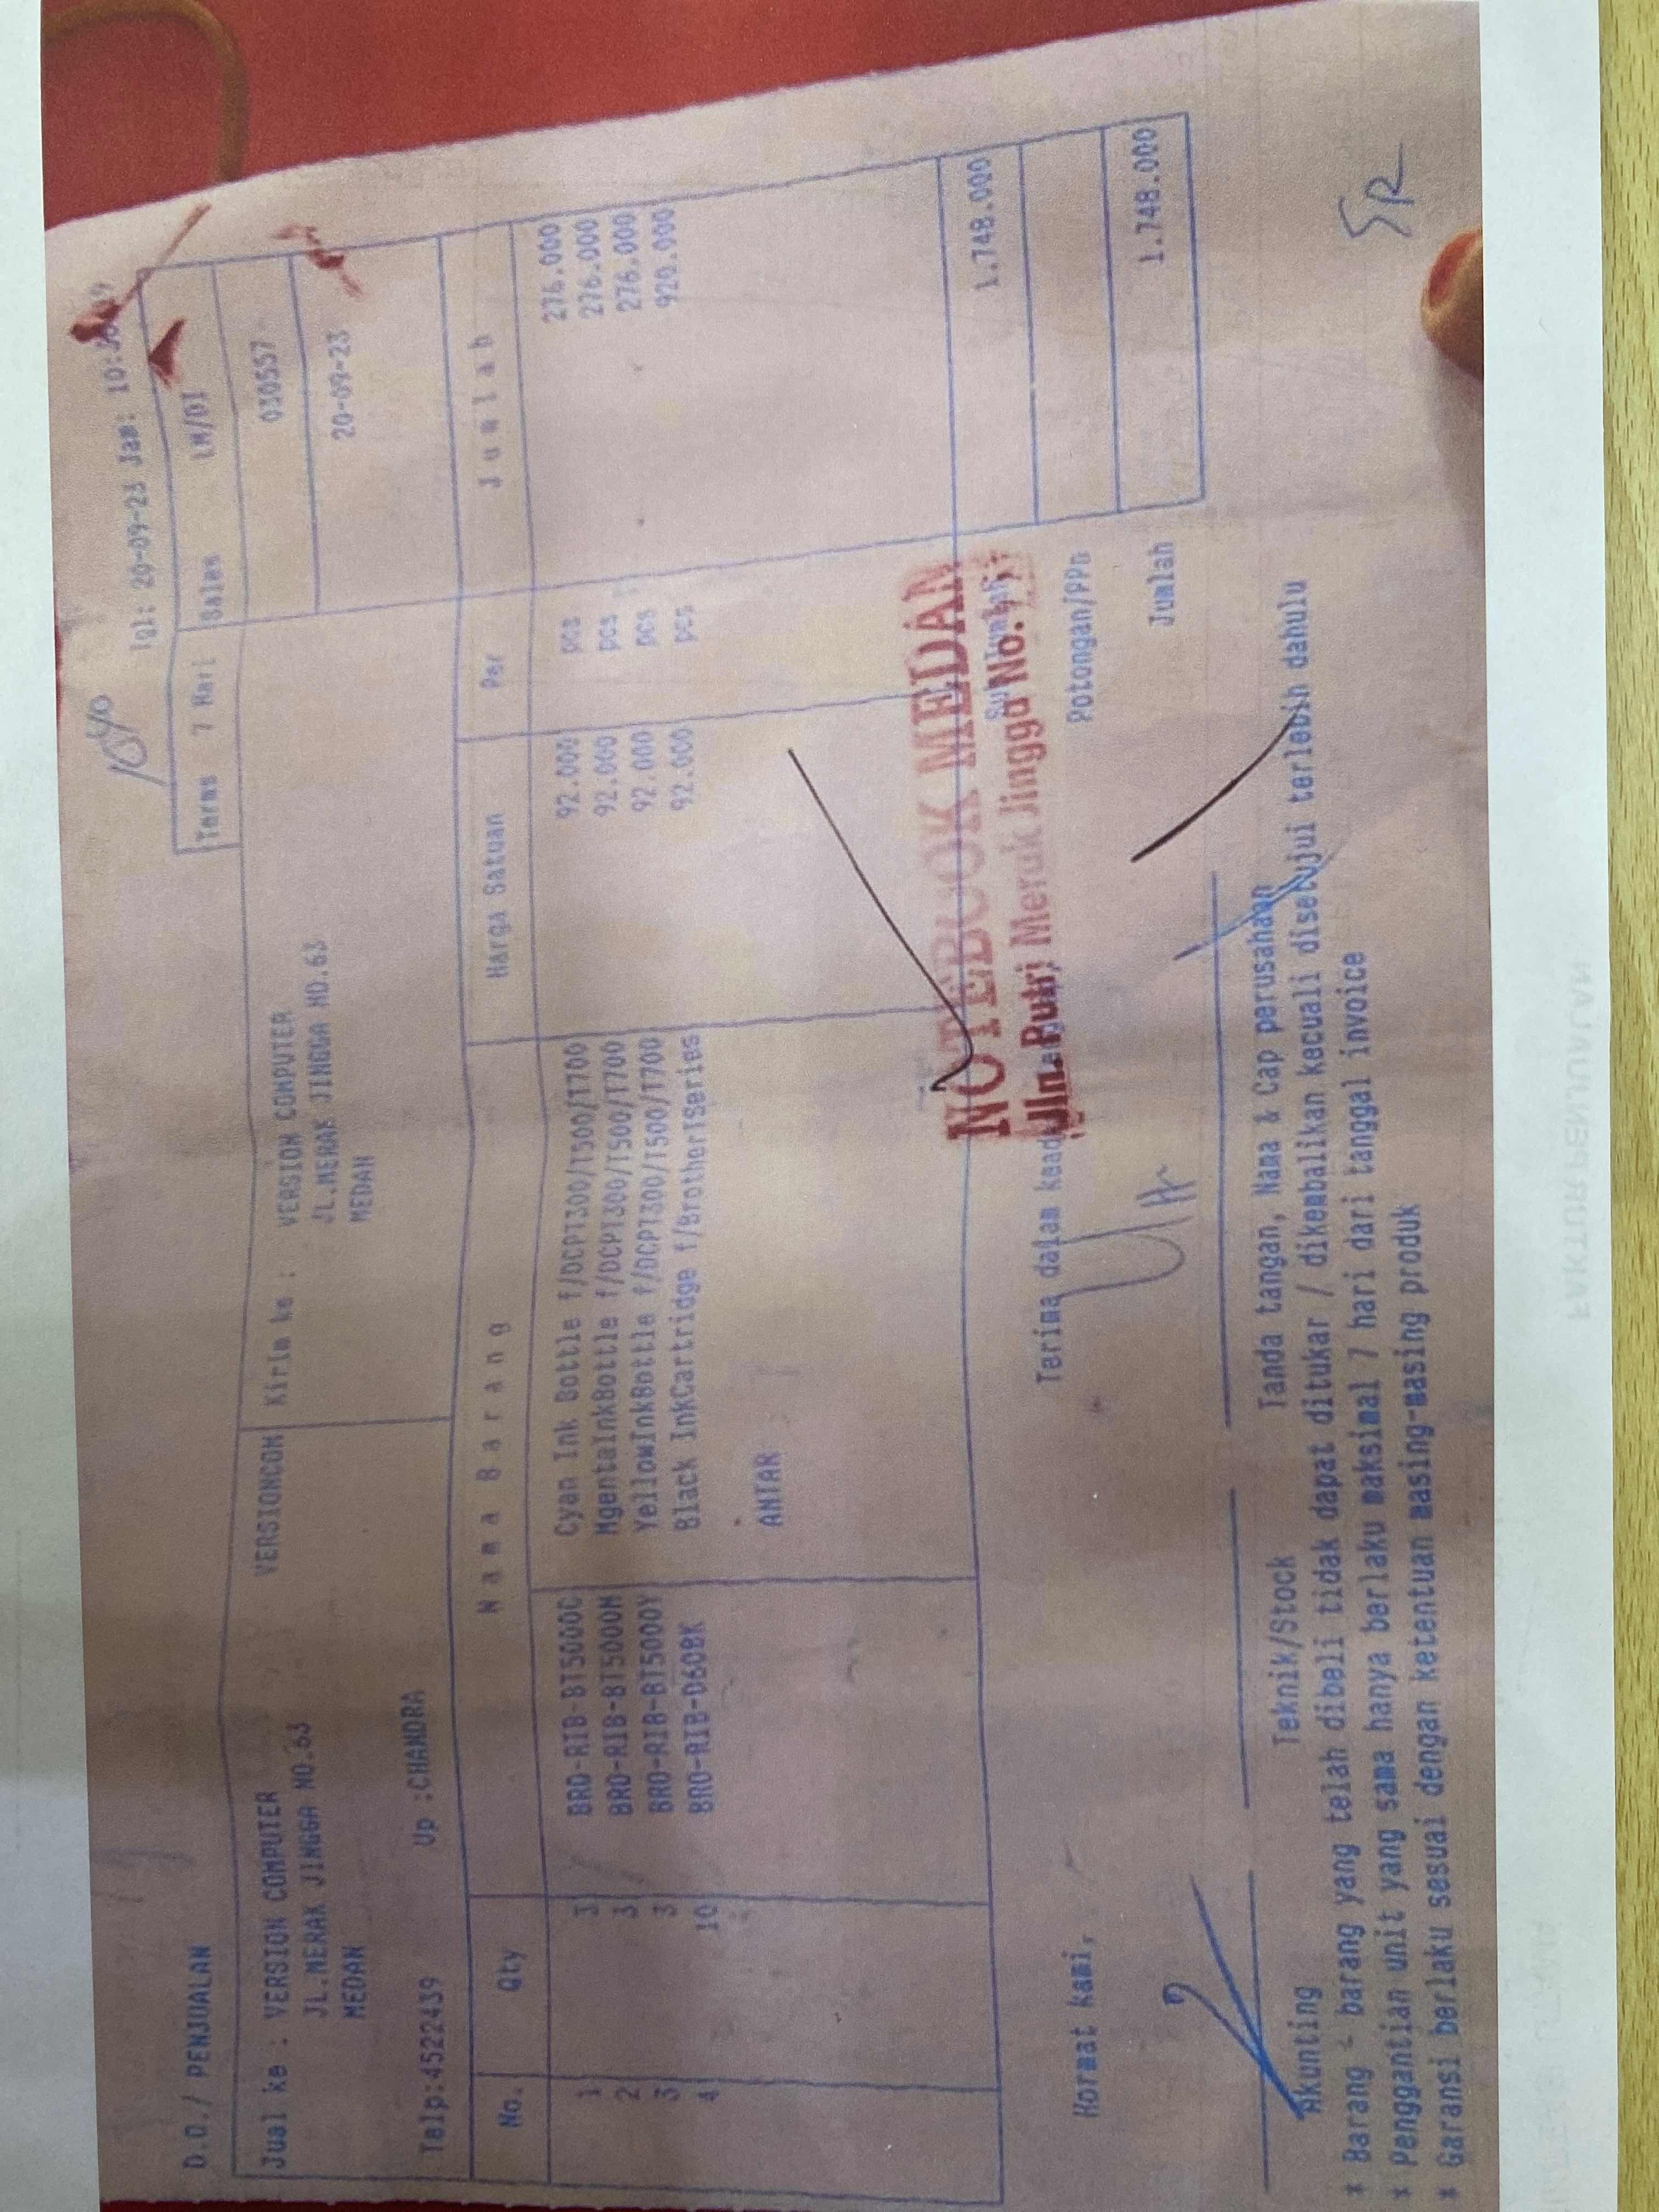 Tgl: 20-09-23 Jam: 10:
D.O./ PENJUALAN
Terms 7 Hari Sales LM/DI
Jual ke : VERSION COMPUTER VERSIONCOM Kirim ke : VERSION COMPUTER 030557
JL.MERAK JINGGA NO.63 JL.MERAK JINGGA NO.63
MEDAN MEDAN 20-09-23
Telp:4522439 Up :CHANDRA
No. Qty Nama Barang Harga Satuan Per Jumlah
1 3 BRO-RIB-BT5000C Cyan Ink Bottle f/DCPT300/T500/T700 92.000 pcs 276.000
2 3 BRO-RIB-BT5000M MgentaInkBottle f/DCPT300/T500/T700 92.000 pcs 276.000
3 3 BRO-RIB-BT5000Y YellowInkBottle f/DCPT300/T500/T700 92.000 pcs 276.000
4 10 BRO-RIB-D60BK Black InkCartridge f/BrotherTSeries 92.000 pcs 920.000
ANTAR
NOTEBOOK MEDAN
Jln. Putri Merak Jingga No.
1.748.000
Hormat kami, Terima dalam
Potongan/PPn
Jumlah 1.748.000
SR
Akunting Teknik/Stock Tanda tangan, Nama & Cap perusahaan
* Barang - barang yang telah dibeli tidak dapat ditukar / dikembalikan kecuali disetujui terlebih dahulu
* Penggantian unit yang sama hanya berlaku maksimal 7 hari dari tanggal invoice
* Garansi berlaku sesuai dengan ketentuan masing-masing produk
FAKTUR PENJUALAN